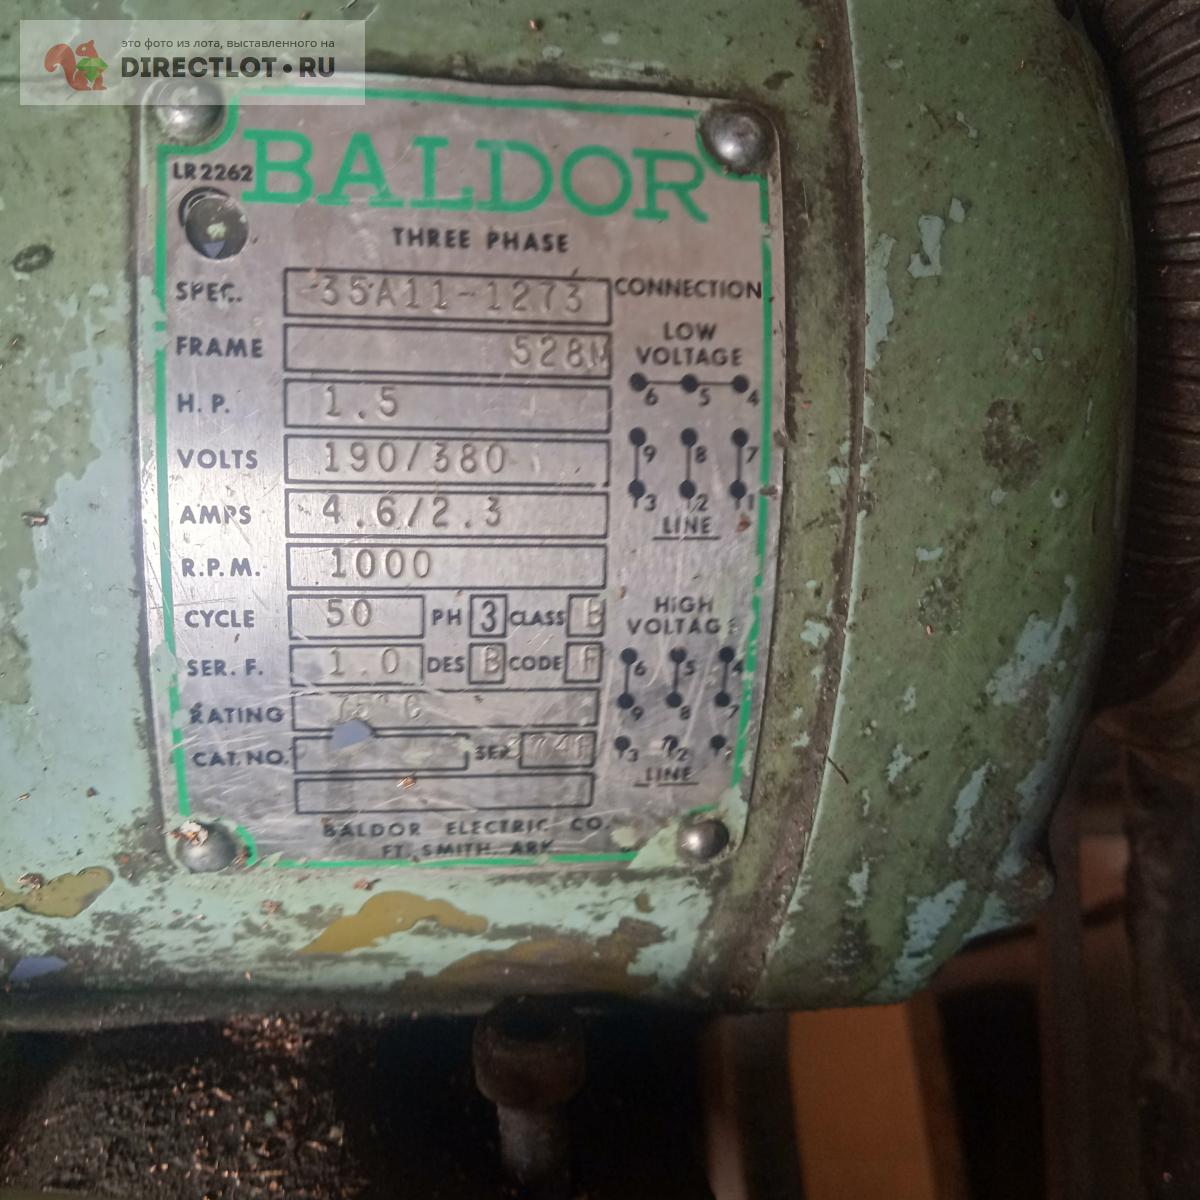 это фото из лота, выставленного на
DIRECTLOT•RU
LR2262
BALDOR
THREE PHASE
SPEC. 35A11-1273
FRAME 528M
H.P. 1.5
VOLTS 190/380
AMPS 4.6/2.3
R.P.M. 1000
CYCLE 50 PH 3 CLASS B
SER. F. 1.0 DES B CODE F
RATING 75°C
CAT. NO. SER.
BALDOR ELECTRIC CO.
FT. SMITH, ARK
CONNECTION
LOW
VOLTAGE
6 5 4
9 8 7
3 2 1
LINE
HIGH
VOLTAGE
6 5 4
9 8 7
3 2
LINE